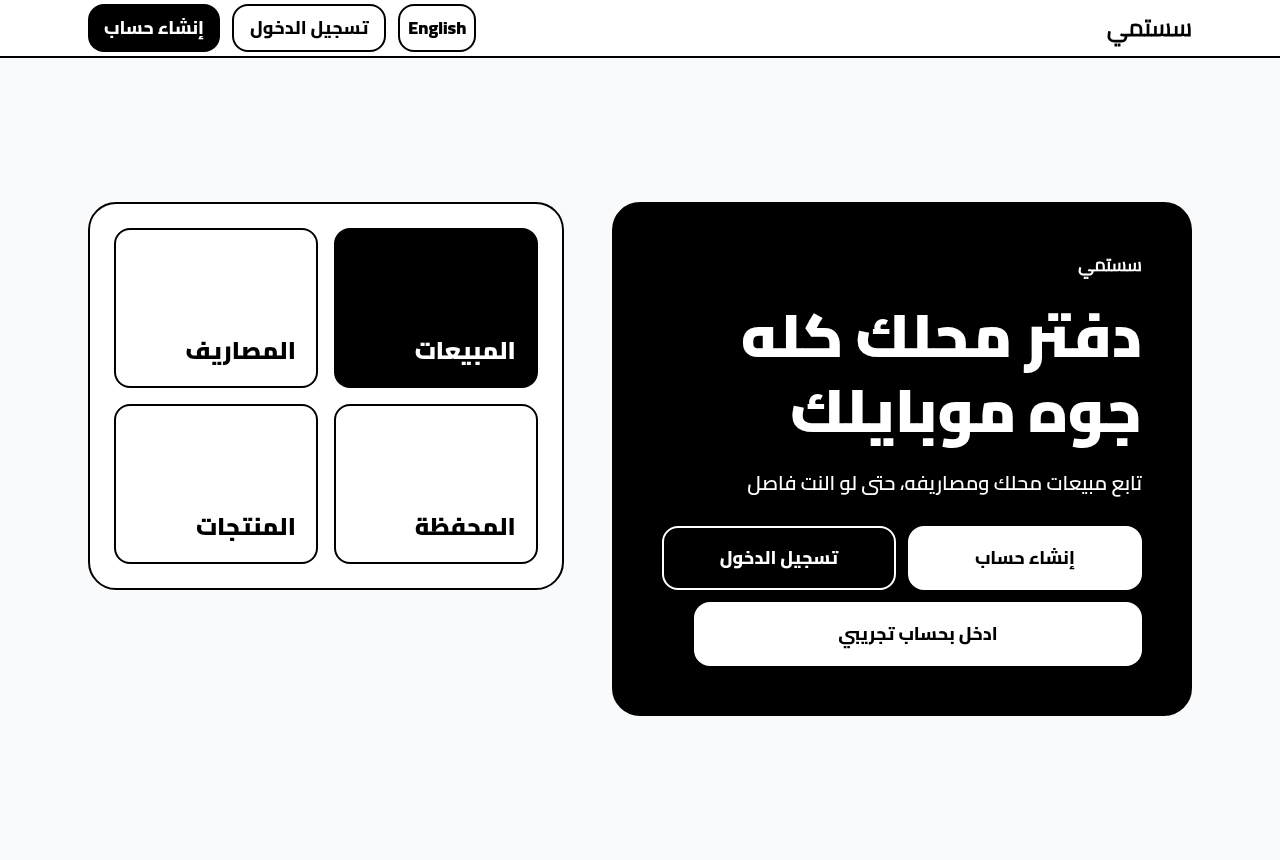 سستمي
English
تسجيل الدخول
إنشاء حساب
سستمي
دفتر محلك كله
جوه موبايلك
تابع مبيعات محلك ومصاريفه، حتى لو النت فاصل
إنشاء حساب
تسجيل الدخول
ادخل بحساب تجريبي
المبيعات
المصاريف
المحفظة
المنتجات